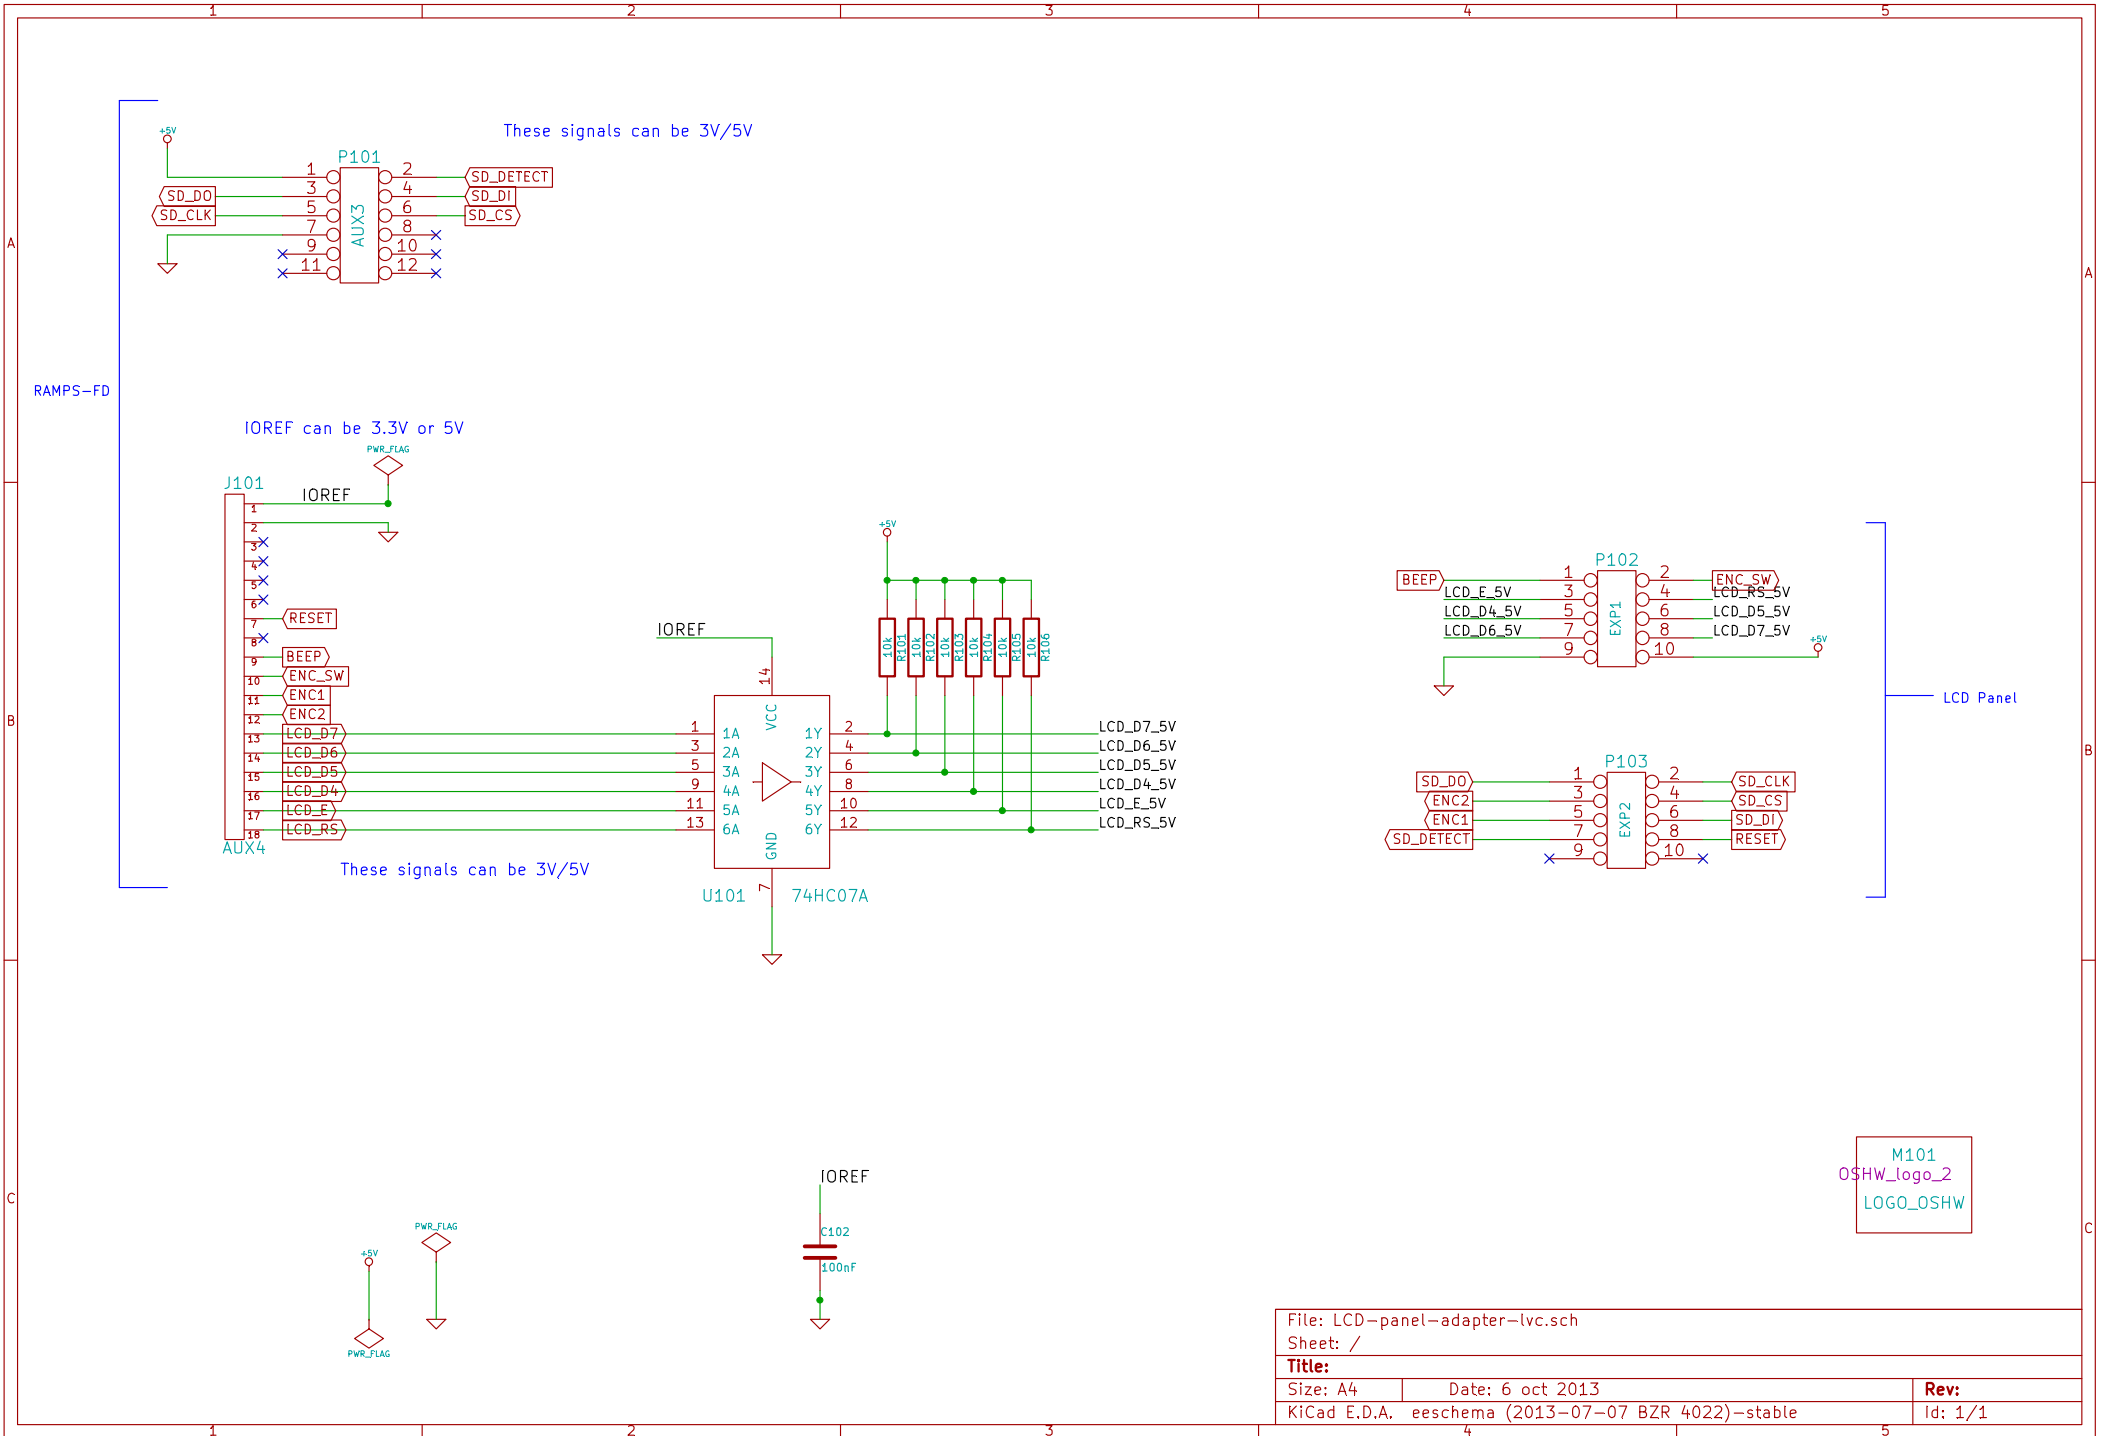 1 2 3 4 5
A
A
B
B
C
C
These signals can be 3V/5V
+5V
P101
AUX3
1 2 SD_DETECT
SD_DO 3 4 SD_DI
SD_CLK 5 6 SD_CS
7 8
9 10
11 12
RAMPS-FD
IOREF can be 3.3V or 5V
PWR_FLAG
J101
IOREF
1
2
3
4
5
6
7 RESET
8
9 BEEP
10 ENC_SW
11 ENC1
12 ENC2
13 LCD_D7
14 LCD_D6
15 LCD_D5
16 LCD_D4
17 LCD_E
18 LCD_RS
AUX4
These signals can be 3V/5V
IOREF
14
VCC
1 1A 1Y 2 LCD_D7_5V
3 2A 2Y 4 LCD_D6_5V
5 3A 3Y 6 LCD_D5_5V
9 4A 4Y 8 LCD_D4_5V
11 5A 5Y 10 LCD_E_5V
13 6A 6Y 12 LCD_RS_5V
GND
7
U101 74HC07A
+5V
10k R101
10k R102
10k R103
10k R104
10k R105
10k R106
P102
EXP1
BEEP 1 2 ENC_SW
LCD_E_5V 3 4 LCD_RS_5V
LCD_D4_5V 5 6 LCD_D5_5V
LCD_D6_5V 7 8 LCD_D7_5V
9 10
+5V
LCD Panel
P103
EXP2
SD_DO 1 2 SD_CLK
ENC2 3 4 SD_CS
ENC1 5 6 SD_DI
SD_DETECT 7 8 RESET
9 10
M101
OSHW_logo_2
LOGO_OSHW
IOREF
C102
100nF
PWR_FLAG
+5V
PWR_FLAG
File: LCD-panel-adapter-lvc.sch
Sheet: /
Title:
Size: A4 Date: 6 oct 2013 Rev:
KiCad E.D.A. eeschema (2013-07-07 BZR 4022)-stable Id: 1/1
1 2 3 4 5